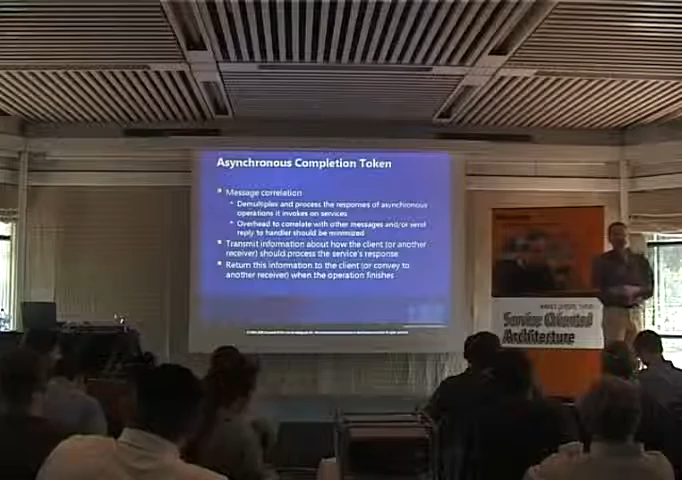 Asynchronous Completion Token
Message correlation
Demultiplex and process the responses of asynchronous
operations it invokes on services
Overhead to correlate with other messages and/or send
reply to handler should be minimized
Transmit information about how the client (or another
receiver) should process the service's response
Return this information to the client (or convey to
another receiver) when the operation finishes
Service Oriented
Architecture